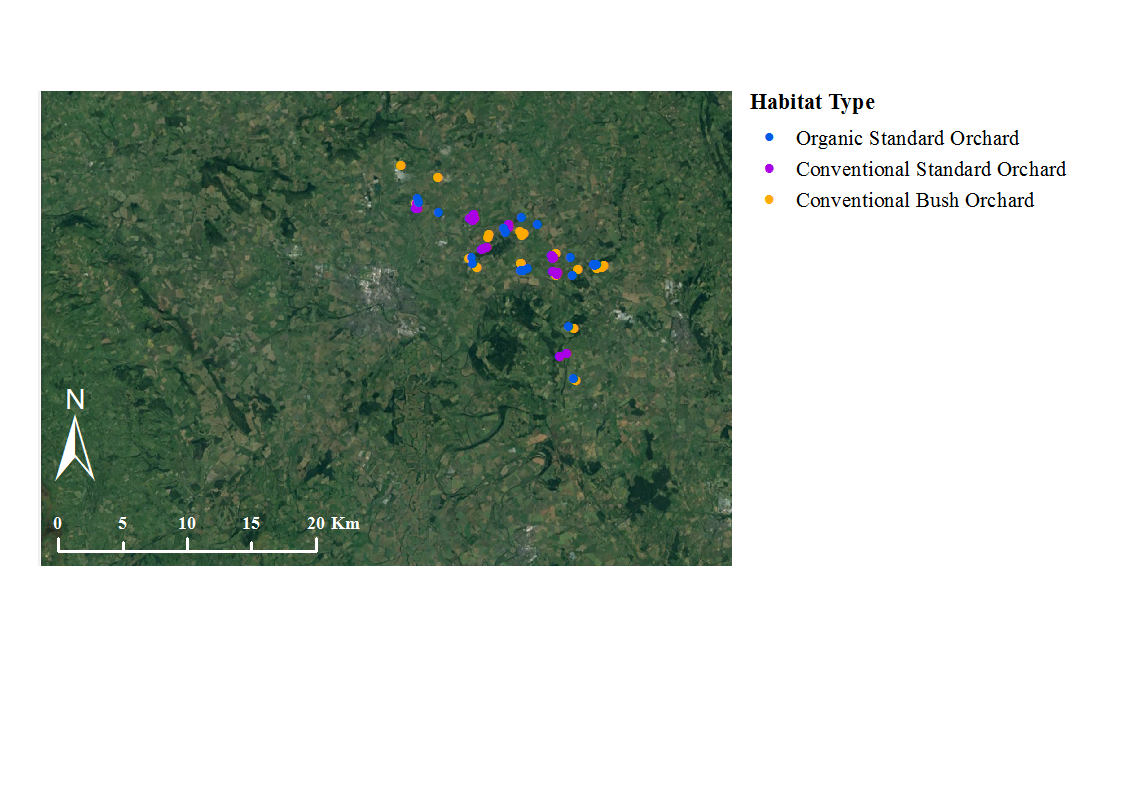 Habitat Type
Organic Standard Orchard
Conventional Standard Orchard
Conventional Bush Orchard
N
0 5 10 15 20 Km